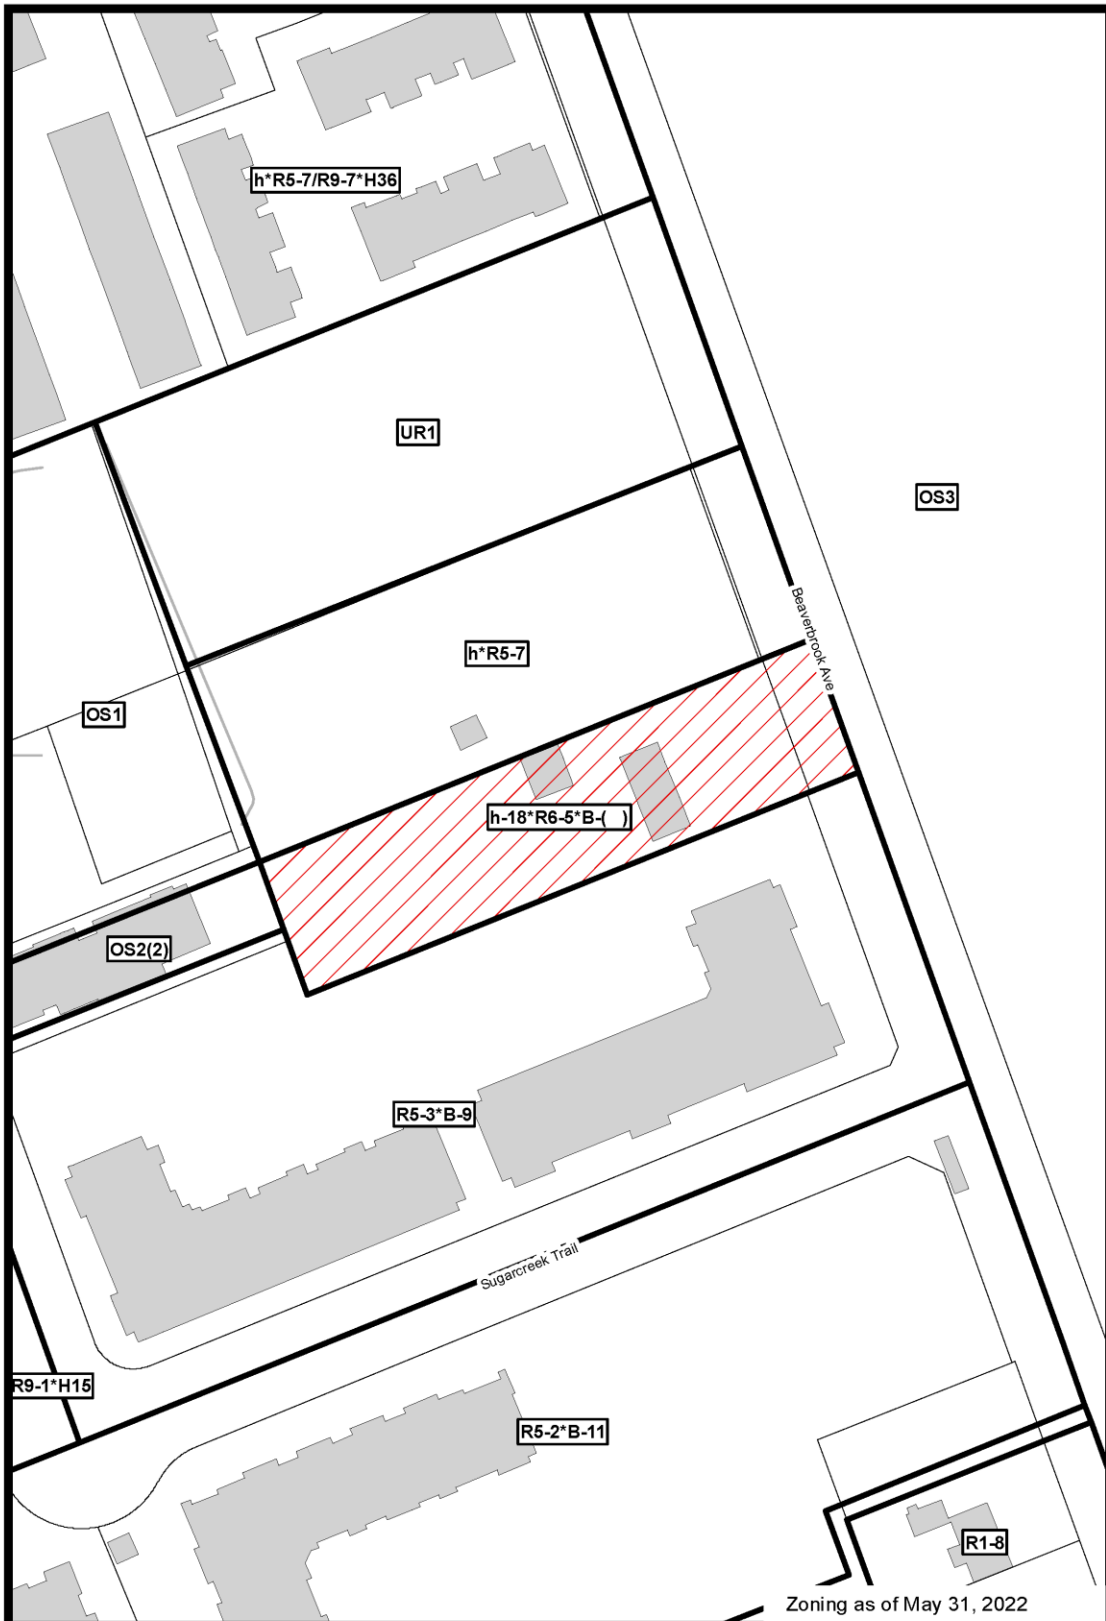 h*R5-7/R9-7*H36
UR1
OS3
Beaverbrook Ave
h*R5-7
OS1
h-18*R6-5*B-( )
OS2(2)
R5-3*B-9
Sugarcreek Trail
R9-1*H15
R5-2*B-11
R1-8
Zoning as of May 31, 2022